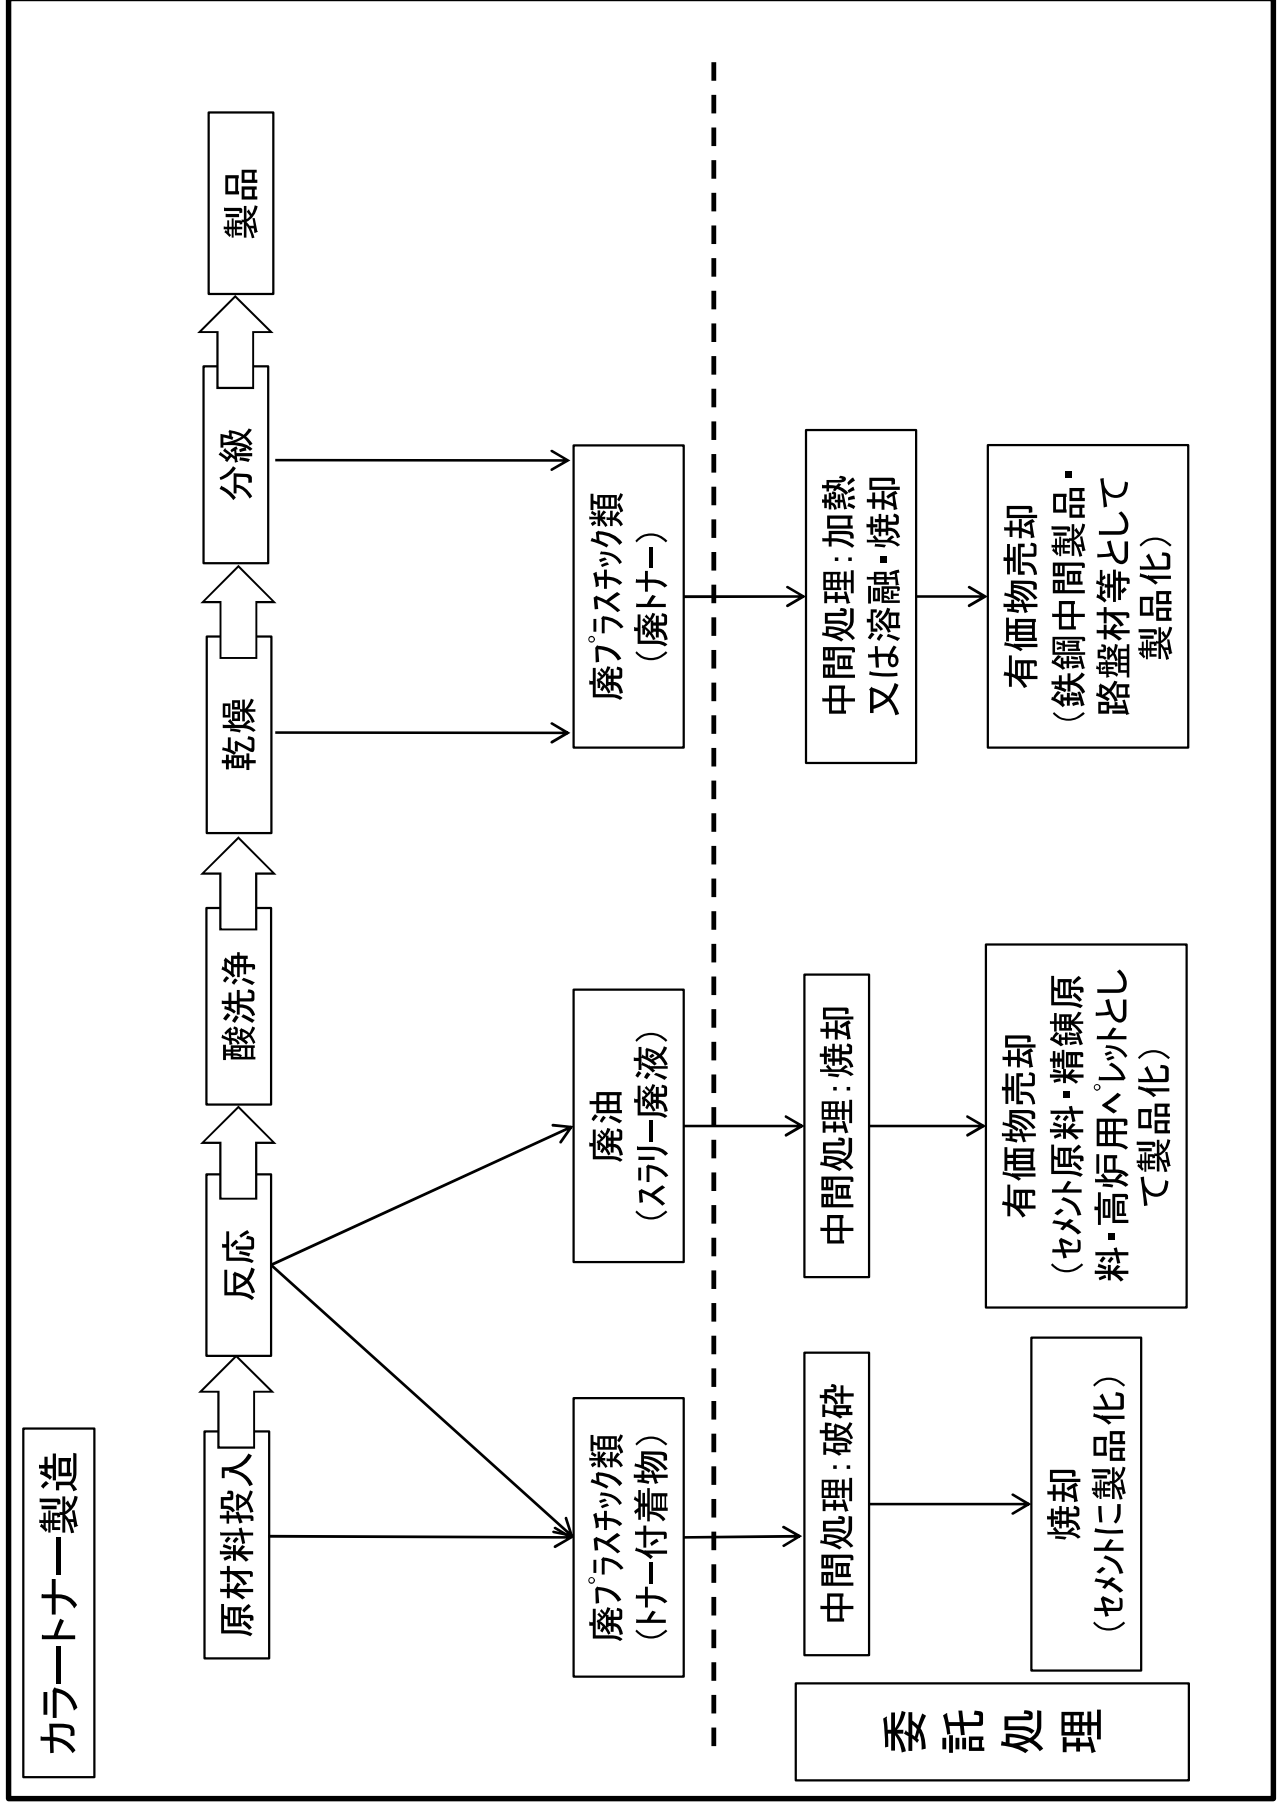 カラートナー製造
原材料投入
反応
酸洗浄
乾燥
分級
製品
廃プラスチック類
(トナー付着物)
廃油
(スラリー廃液)
廃プラスチック類
(廃トナー)
委託処理
中間処理:破砕
中間処理:焼却
中間処理:加熱
又は溶融・焼却
焼却
(セメントに製品化)
有価物売却
(セメント原料・精錬原
料・高炉用ペレットとし
て製品化)
有価物売却
(鉄鋼中間製品・
路盤材等として
製品化)